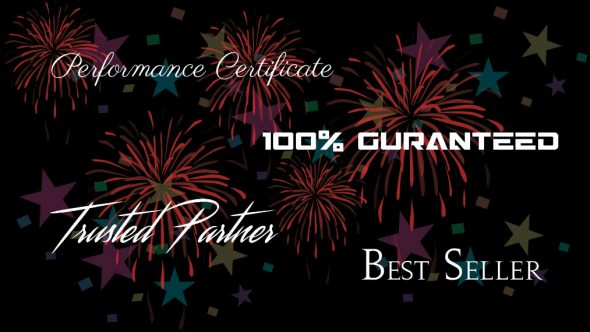 Performance Certificate
100% GURANTEED
Trusted Partner
Best Seller